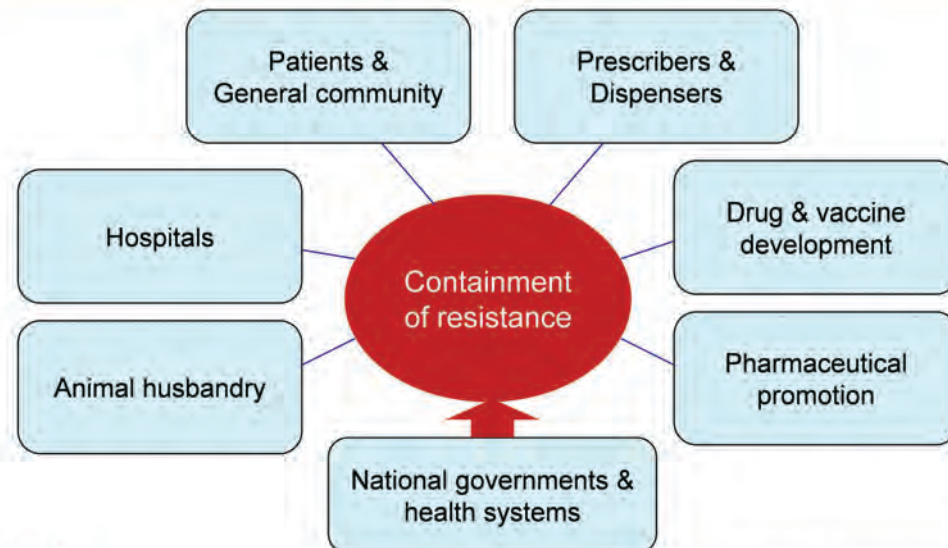 Patients &
General community
Prescribers &
Dispensers
Hospitals
Drug & vaccine
development
Containment
of resistance
Animal husbandry
Pharmaceutical
promotion
National governments &
health systems